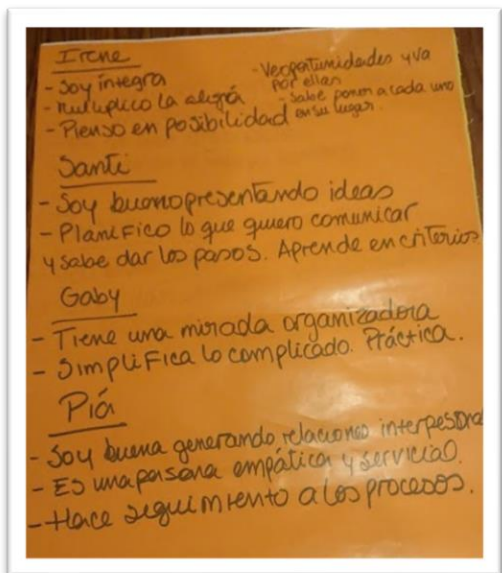 Irene
- Soy íntegra
- Multiplico la alegría
- Pienso en posibilidad
- Ve oportunidades y va
por ellas
- Sabe poner a cada uno
en su lugar.
Santi
- Soy bueno presentando ideas
- Planifico lo que quiero comunicar
y sabe dar los pasos. Aprende en criterios
Gaby
- Tiene una mirada organizadora
- Simplifica lo complicado. Práctica.
Pía
- Soy buena generando relaciones interpersona
- Es una persona empática y servicial.
- Hace seguimiento a los procesos.